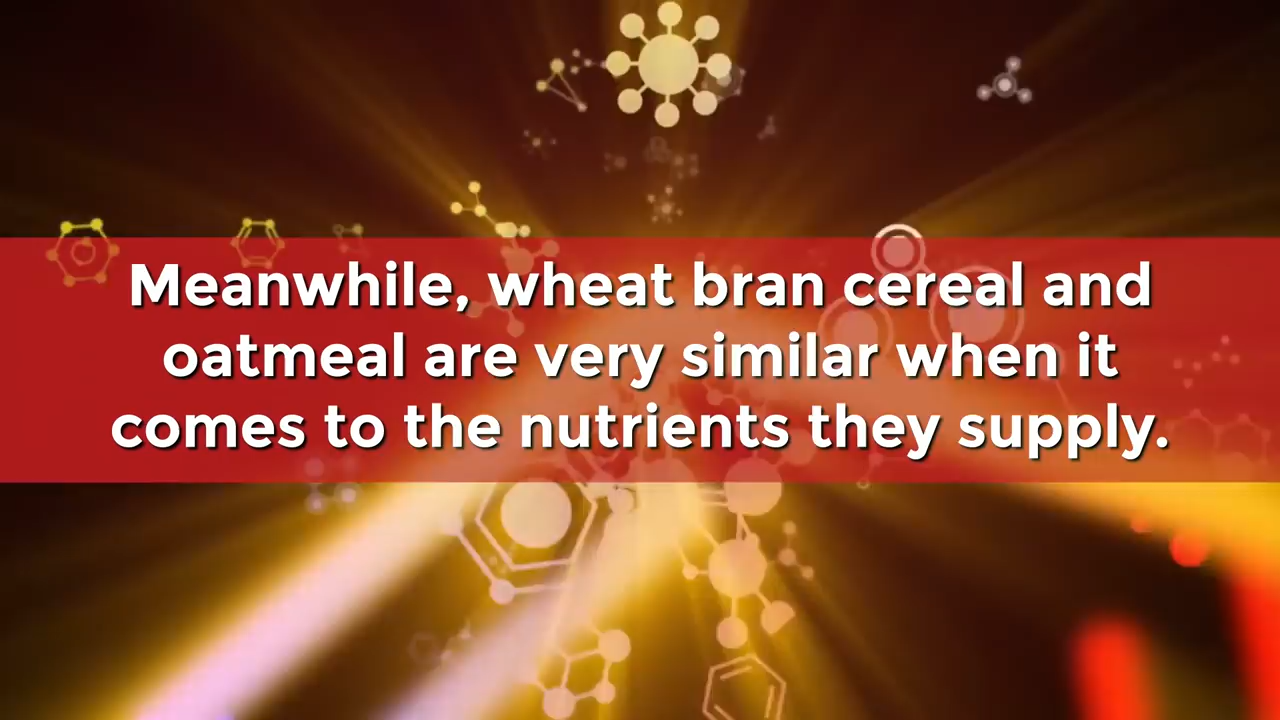 Meanwhile, wheat bran cereal and
oatmeal are very similar when it
comes to the nutrients they supply.